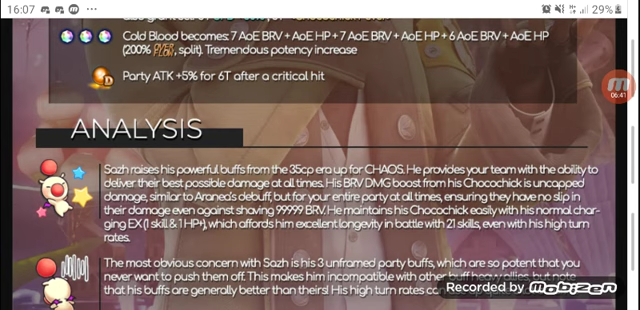 16:07
29%
Cold Blood becomes: 7 AoE BRV + AoE HP + 7 AoE BRV + AoE HP + 6 AoE BRV + AoE HP
(200% OVERFLOW, split). Tremendous potency increase
Party ATK +5% for 6T after a critical hit
06:41
ANALYSIS
Sazh raises his powerful buffs from the 35cp era up for CHAOS. He provides your team with the ability to
deliver their best possible damage at all times. His BRV DMG boost from his Chocochick is uncapped
damage, similar to Aranea's debuff, but for your entire party at all times, ensuring they have no slip in
their damage even against shaving 99999 BRV. He maintains his Chocochick easily with his normal char-
ging EX (1 skill & 1 HP+), which affords him excellent longevity in battle with 21 skills, even with his high turn
rates.
The most obvious concern with Sazh is his 3 unframed party buffs, which are so potent that you
never want to push them off. This makes him incompatible with other buff heavy allies, but note
that his buffs are generally better than theirs! His high turn rates
Recorded by Mobizen